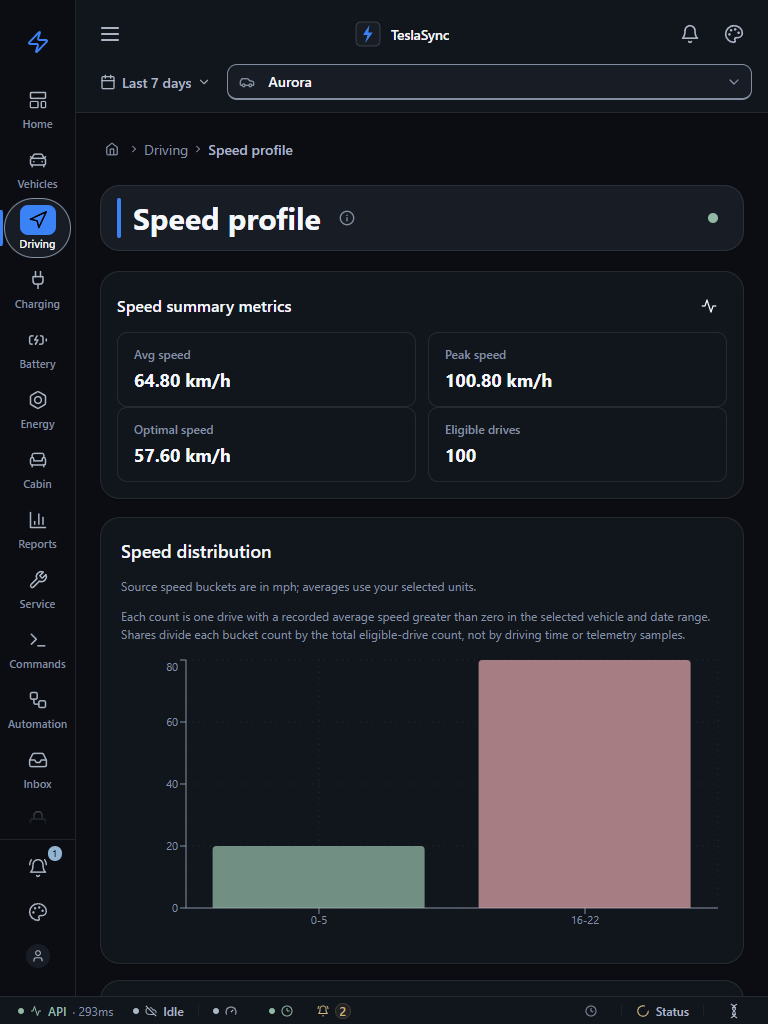 TeslaSync
Last 7 days
Aurora
Home
Vehicles
Driving
Charging
Battery
Energy
Cabin
Reports
Service
Commands
Automation
Inbox
1
Driving
Speed profile
Speed profile
Speed summary metrics
Avg speed
64.80 km/h
Peak speed
100.80 km/h
Optimal speed
57.60 km/h
Eligible drives
100
Speed distribution
Source speed buckets are in mph; averages use your selected units.
Each count is one drive with a recorded average speed greater than zero in the selected vehicle and date range.
Shares divide each bucket count by the total eligible-drive count, not by driving time or telemetry samples.
80
60
40
20
0
0-5
16-22
API · 293ms
Idle
2
Status